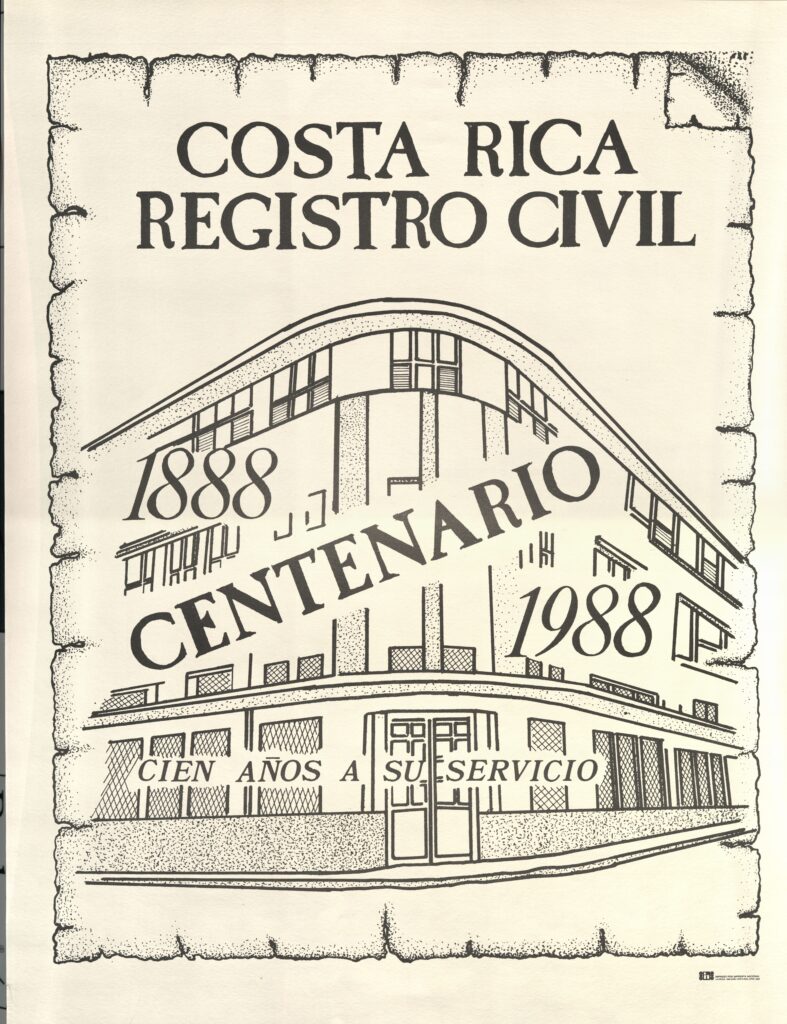 COSTA RICA
REGISTRO CIVIL
1888
CENTENARIO
1988
CIEN AÑOS A SU SERVICIO